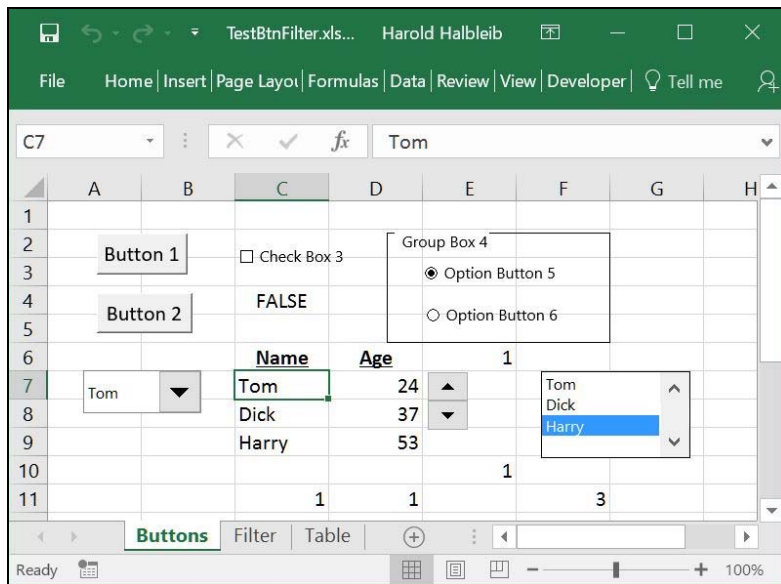 TestBtnFilter.xls... Harold Halbleib
File Home Insert Page Layou Formulas Data Review View Developer Tell me
C7 fx Tom
A B C D E F G H
1
2 Button 1 Check Box 3 Group Box 4
3 Option Button 5
4 Button 2 FALSE
5 Option Button 6
6 Name Age 1
7 Tom Tom 24 Tom
8 Dick 37 Dick
9 Harry 53 Harry
10 1
11 1 1 3
Buttons Filter Table
Ready 100%